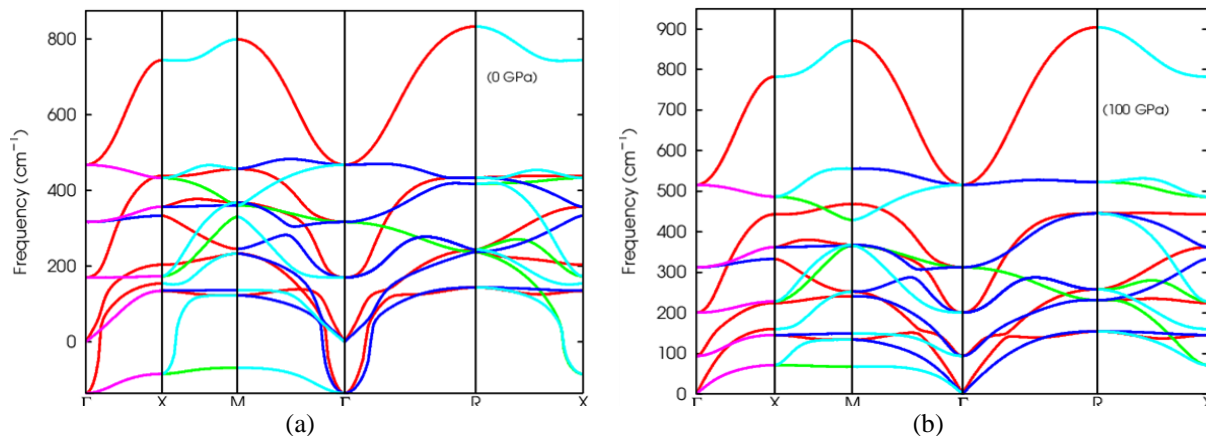 800
600
400
200
0
Frequency (cm⁻¹)
(0 GPa)
Γ X M Γ R X
(a)
900
800
700
600
500
400
300
200
100
0
Frequency (cm⁻¹)
(100 GPa)
Γ X M Γ R X
(b)